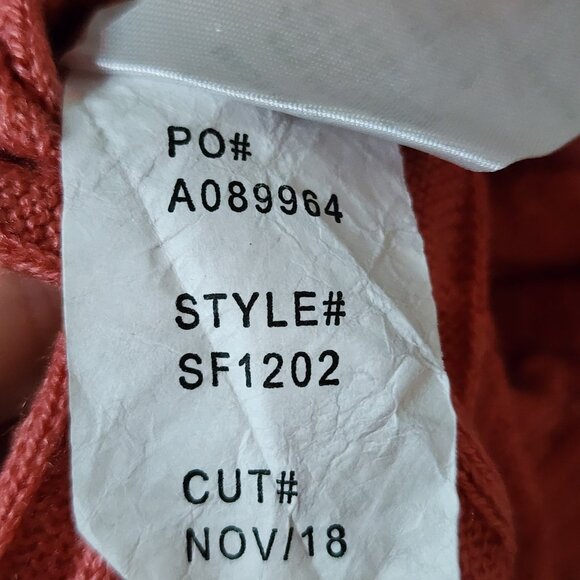 PO#
A089964
STYLE#
SF1202
CUT#
NOV/18